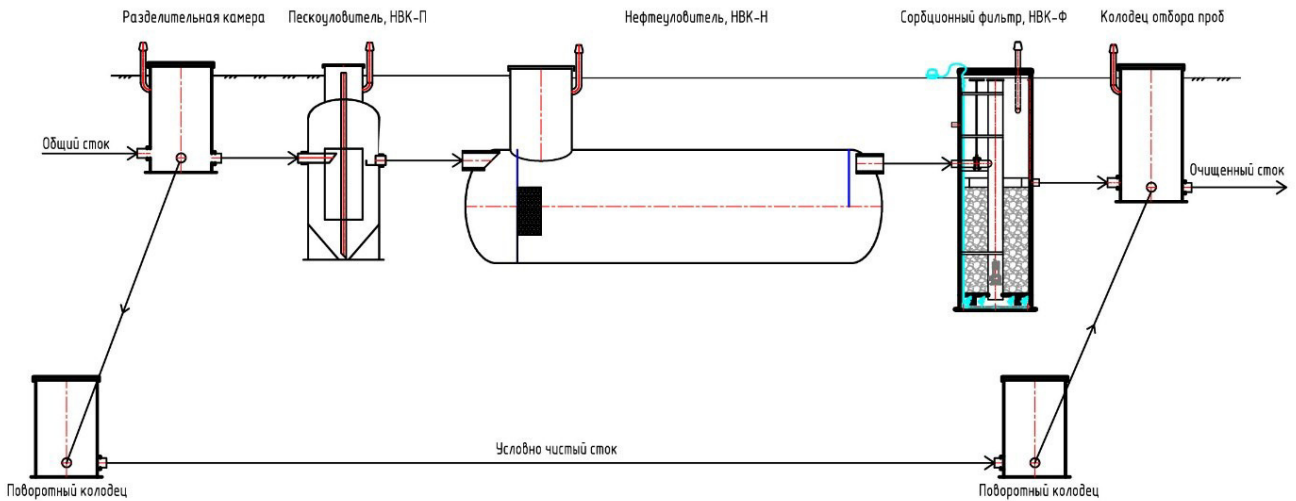 Разделительная камера
Пескоуловитель, НВК-П
Нефтеуловитель, НВК-Н
Сорбционный фильтр, НВК-Ф
Колодец отбора проб
Общий сток
Очищенный сток
Условно чистый сток
Поворотный колодец
Поворотный колодец